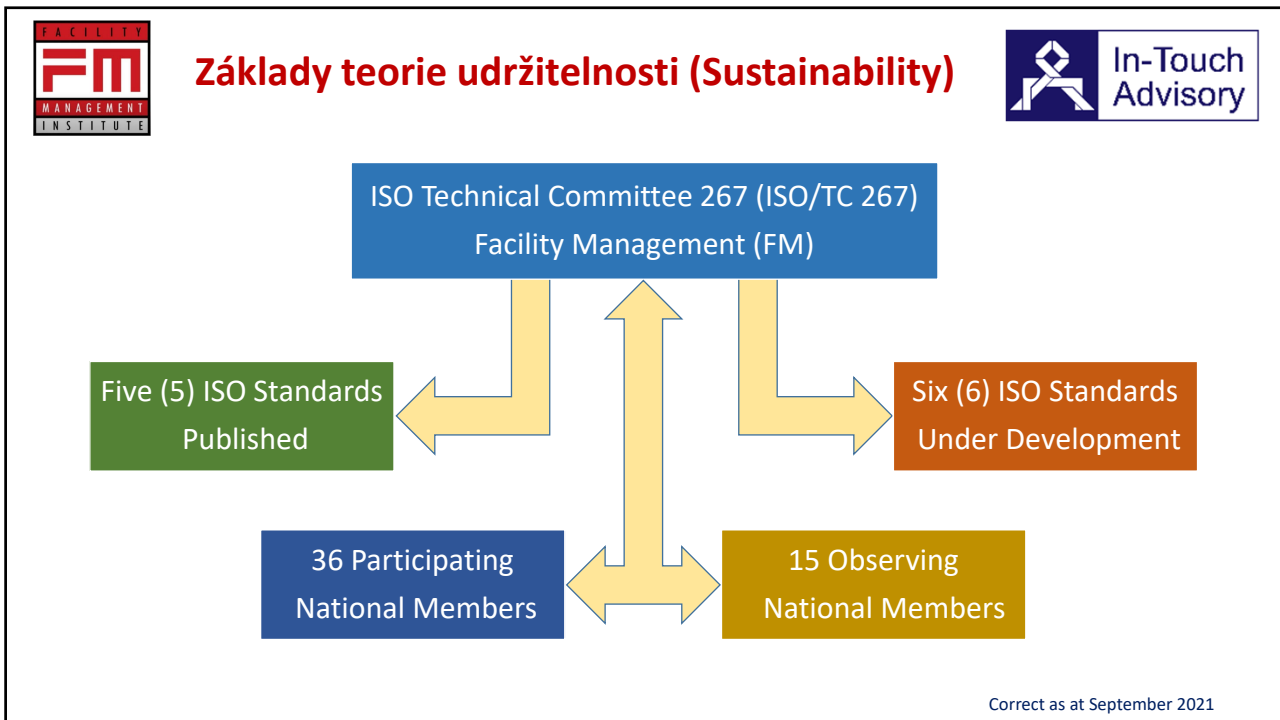 FACILITY
FM
MANAGEMENT
INSTITUTE
Základy teorie udržitelnosti (Sustainability)
In-Touch
Advisory
ISO Technical Committee 267 (ISO/TC 267)
Facility Management (FM)
Five (5) ISO Standards
Published
Six (6) ISO Standards
Under Development
36 Participating
National Members
15 Observing
National Members
Correct as at September 2021